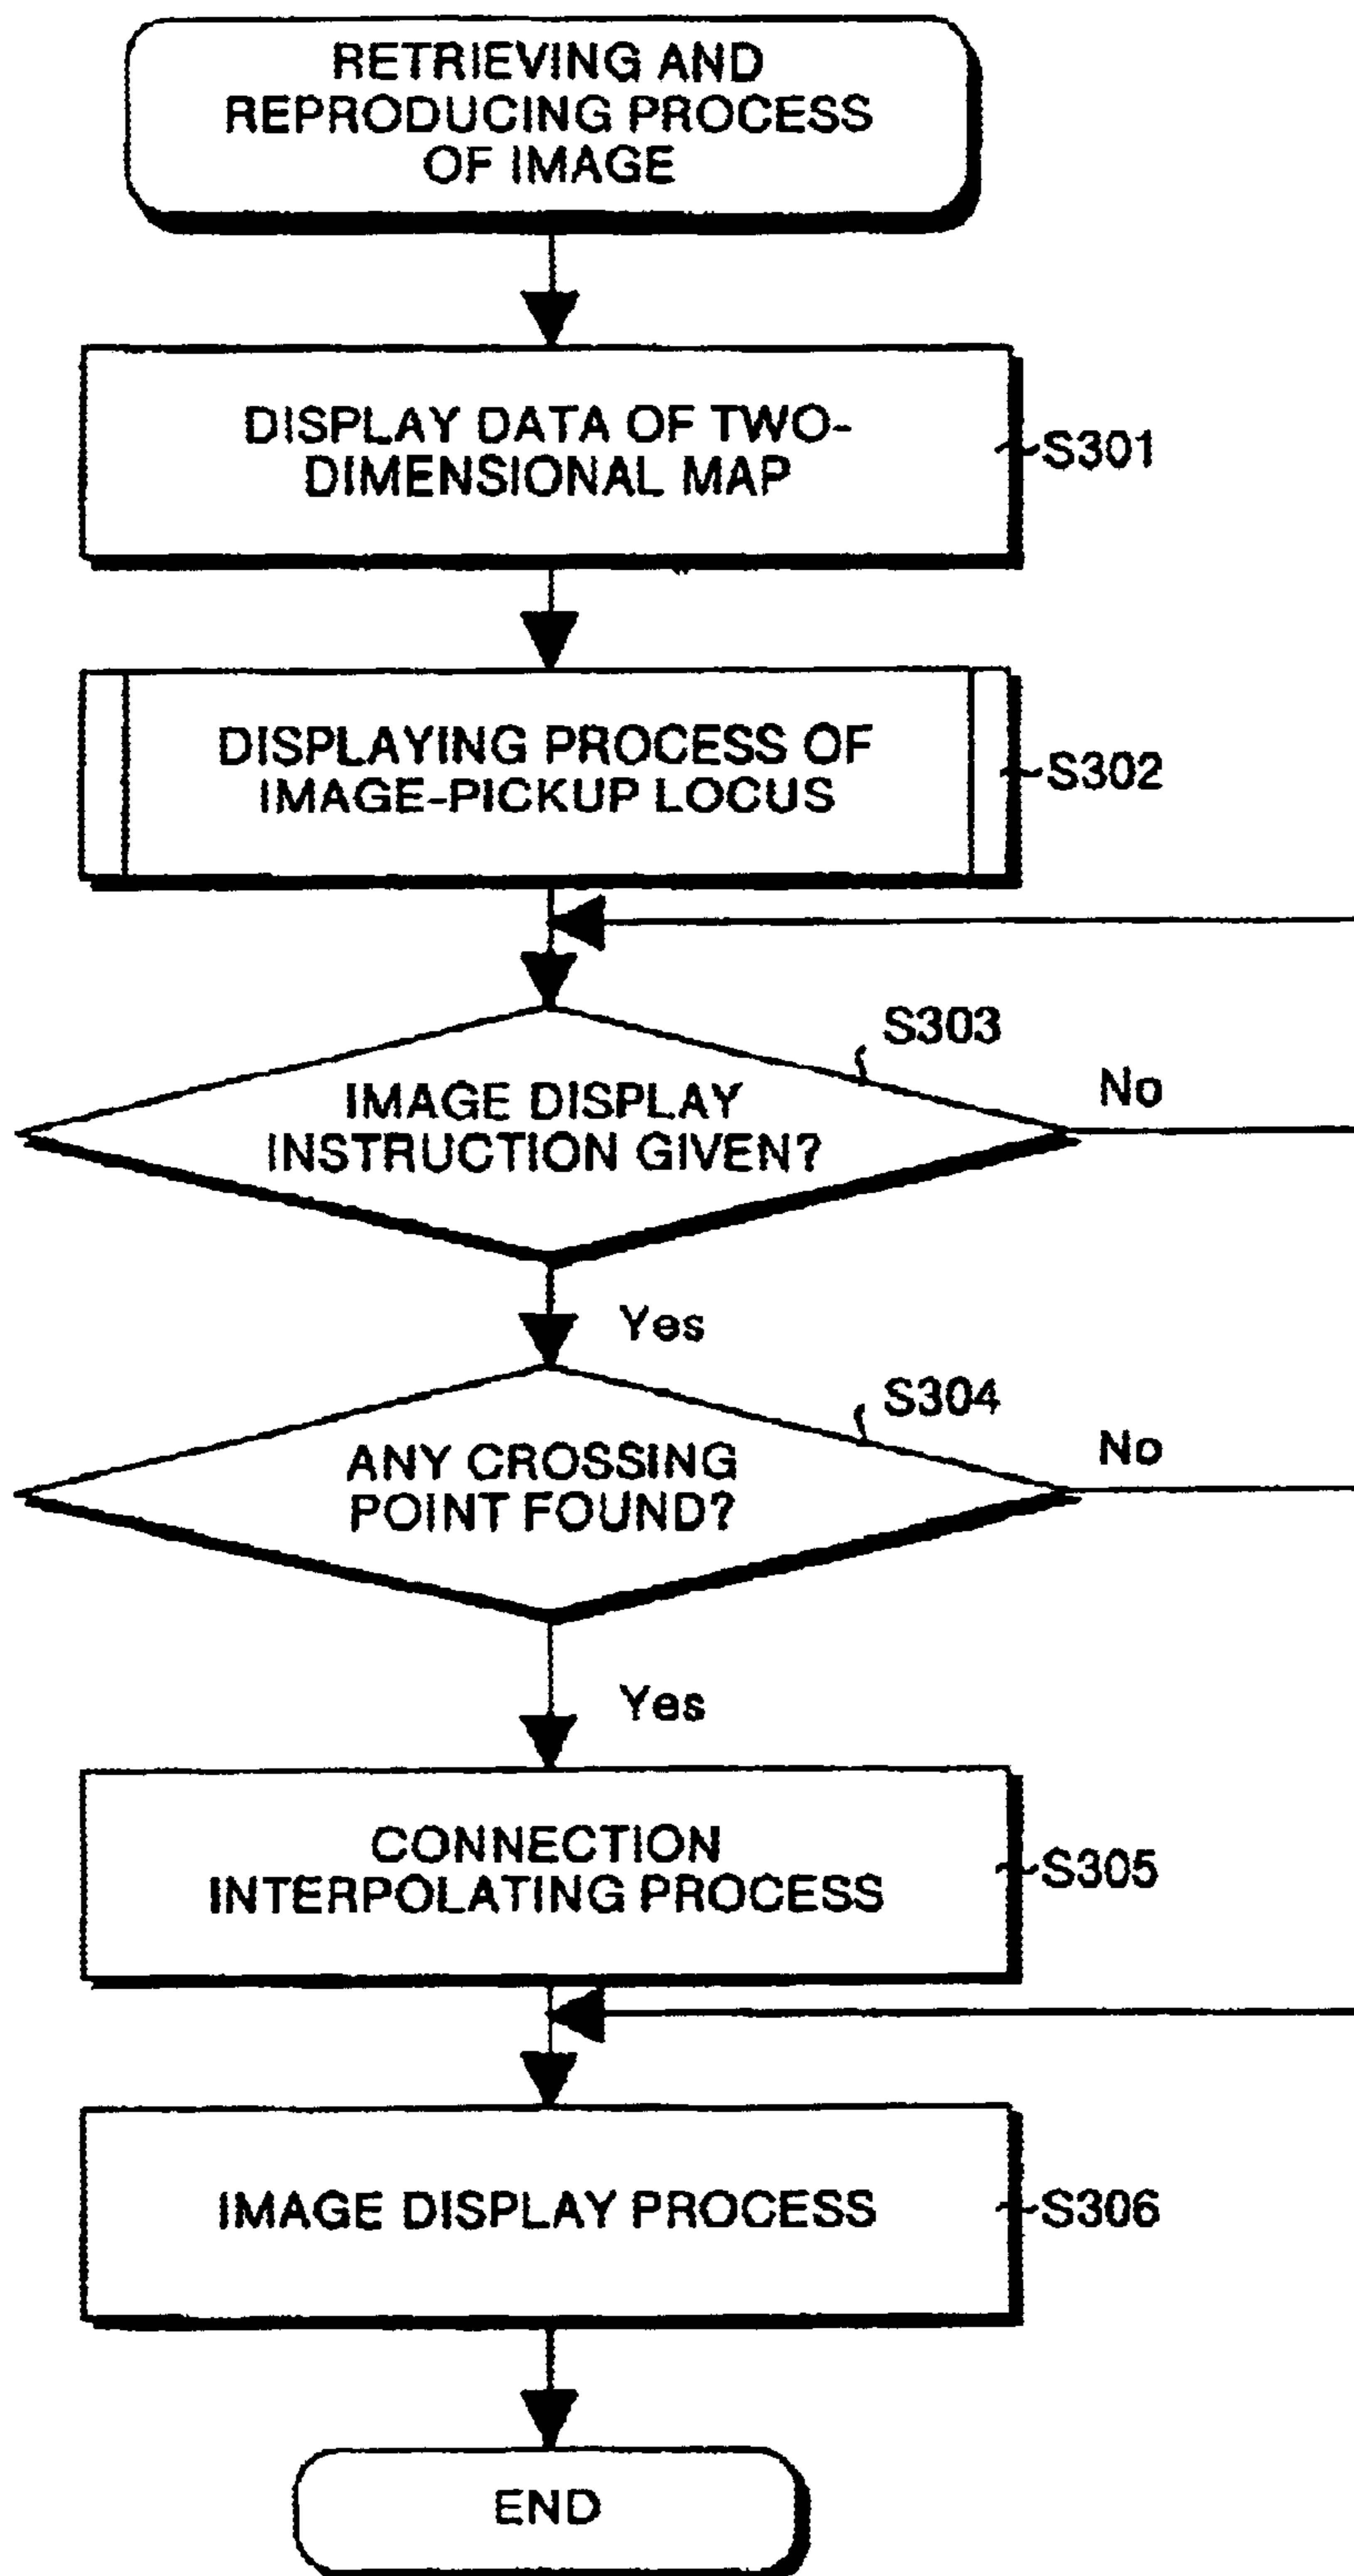 RETRIEVING AND
REPRODUCING PROCESS
OF IMAGE
DISPLAY DATA OF TWO-
DIMENSIONAL MAP
S301
DISPLAYING PROCESS OF
IMAGE-PICKUP LOCUS
S302
S303
IMAGE DISPLAY
INSTRUCTION GIVEN?
No
Yes
S304
ANY CROSSING
POINT FOUND?
No
Yes
CONNECTION
INTERPOLATING PROCESS
S305
IMAGE DISPLAY PROCESS
S306
END